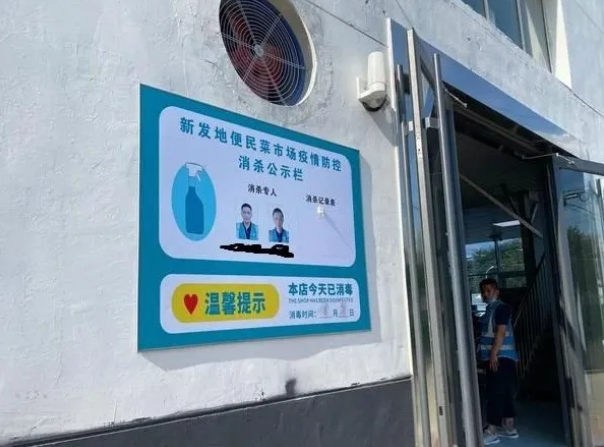 新发地便民菜市场疫情防控
消杀公示栏
消杀专人
消杀记录表
温馨提示
本店今天已消毒
THE SHOP HAS BEEN DISINFECTED
消毒时间： 月 日